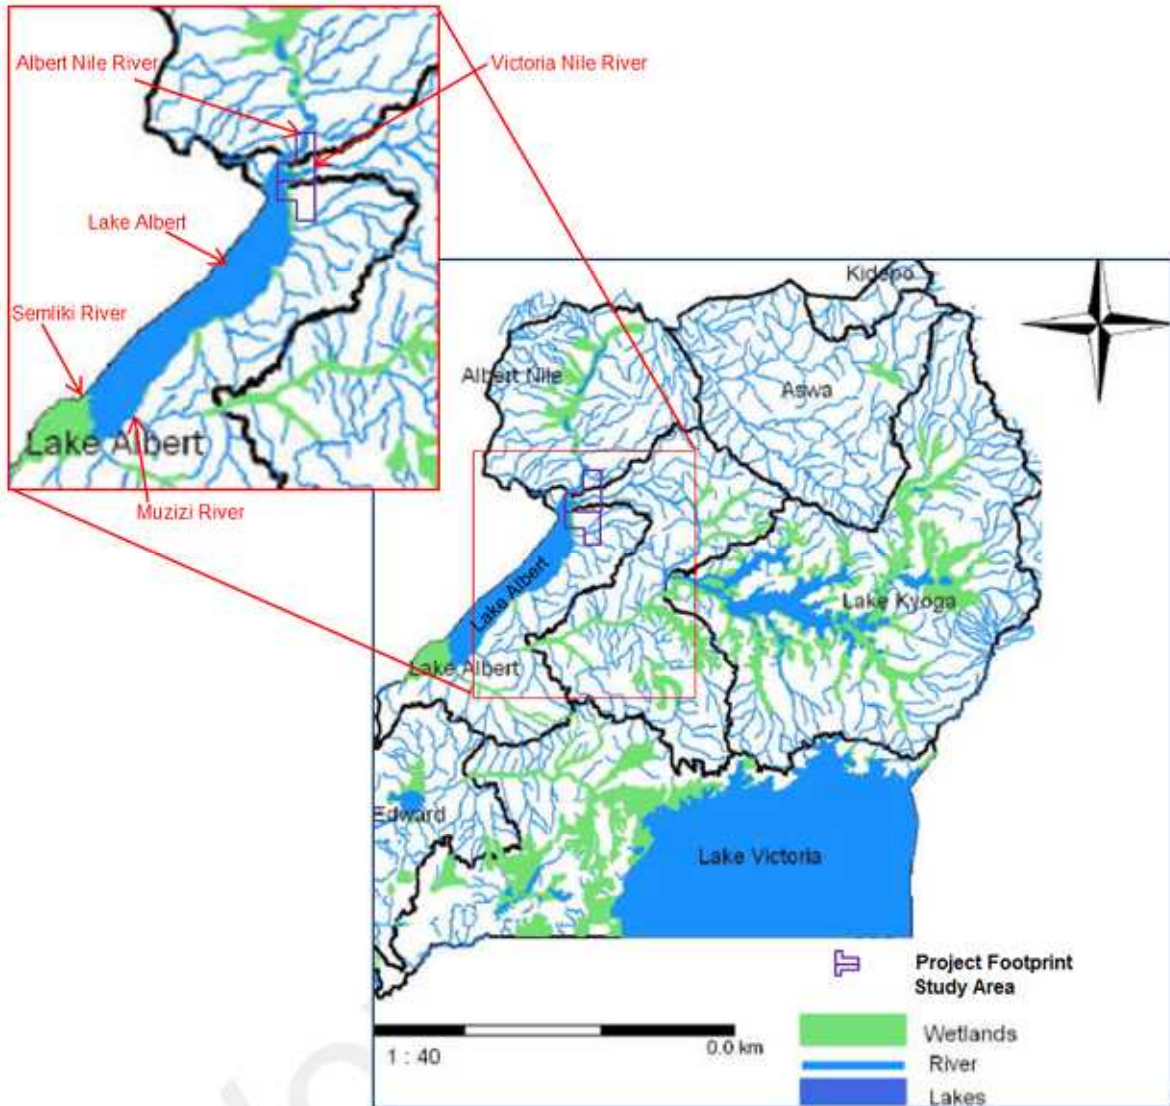 Albert Nile River
Victoria Nile River
Lake Albert
Semliki River
Lake Albert
Muzizi River
Kidepo
Albert Nile
Aswa
Lake Albert
Lake Kyoga
Lake Albert
Edward
Lake Victoria
Project Footprint
Study Area
Wetlands
River
Lakes
0.0 km
1 : 40